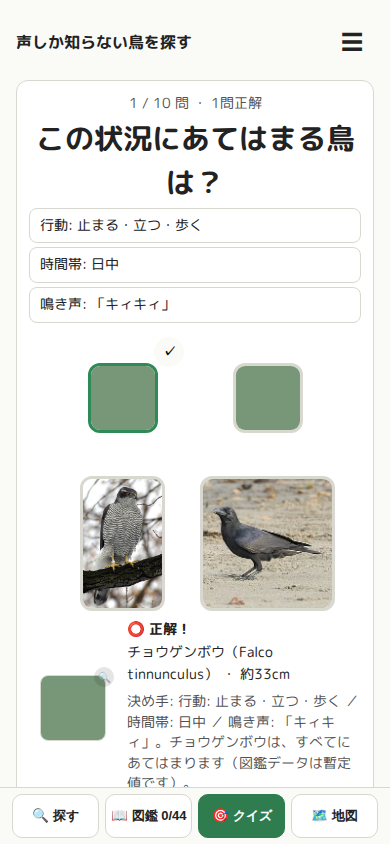 声しか知らない鳥を探す
☰
1 / 10 問 ・ 1問正解
この状況にあてはまる鳥
は？
行動: 止まる・立つ・歩く
時間帯: 日中
鳴き声: 「キィキィ」
✓
⭕ 正解！
チョウゲンボウ（Falco
tinnunculus） ・ 約33cm
決め手: 行動: 止まる・立つ・歩く ／
時間帯: 日中 ／ 鳴き声: 「キィキ
ィ」。チョウゲンボウは、すべてに
あてはまります（図鑑データは暫定
値です）。
🔍 探す
📖 図鑑 0/44
🎯 クイズ
🗺️ 地図